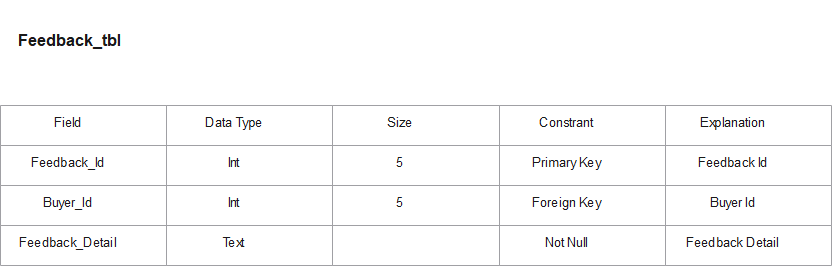 Feedback_tbl
Field Data Type Size Constrant Explanation
Feedback_Id Int 5 Primary Key Feedback Id
Buyer_Id Int 5 Foreign Key Buyer Id
Feedback_Detail Text Not Null Feedback Detail